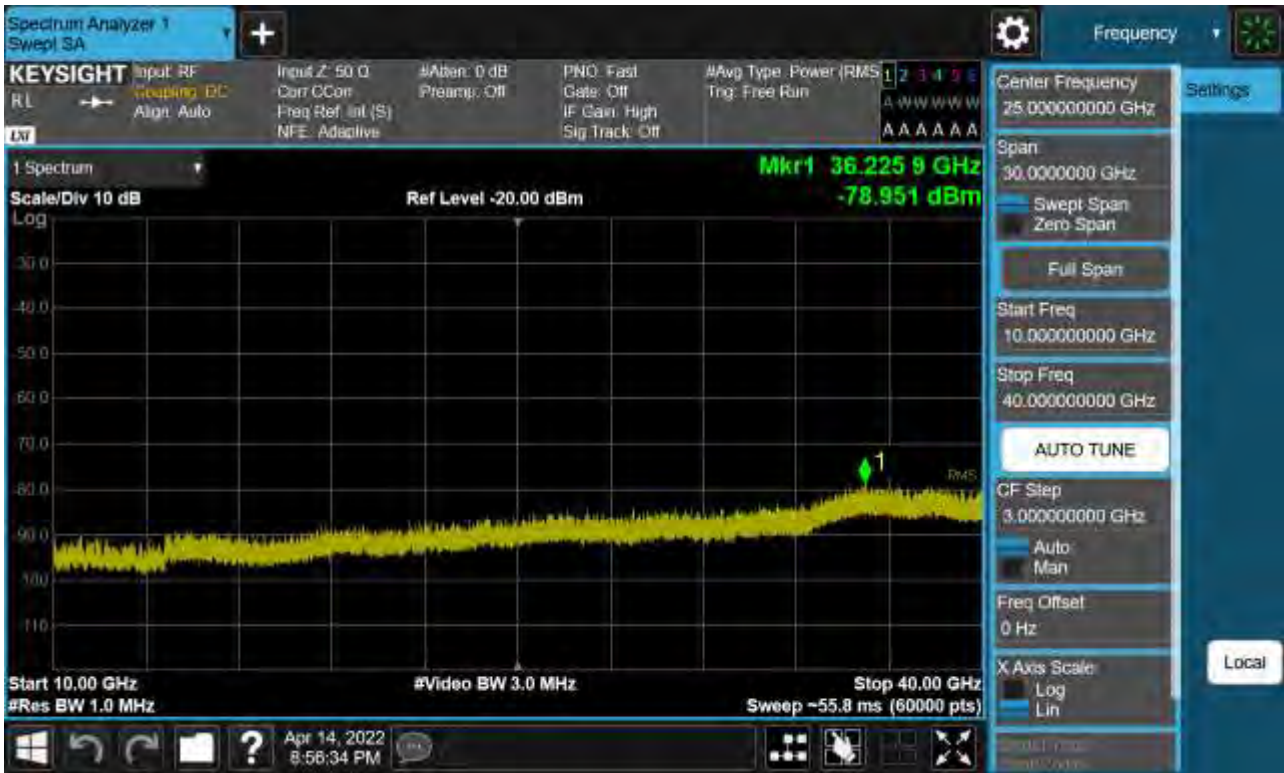 Spectrum Analyzer 1
Swept SA
Frequency
KEYSIGHT
RL
LXI
Input: RF
Coupling: DC
Align: Auto
Input Z: 50 Ω
Corr CCorr
Freq Ref: Int (S)
NFE: Adaptive
#Atten: 0 dB
Preamp: Off
PNO: Fast
Gate: Off
IF Gain: High
Sig Track: Off
#Avg Type: Power (RMS
Trig: Free Run
1 2 3 4 5 6
A W W W W W
A A A A A A
1 Spectrum
Scale/Div 10 dB
Ref Level -20.00 dBm
Mkr1 36.225 9 GHz
-78.951 dBm
Log
-30.0
-40.0
-50.0
-60.0
-70.0
-80.0
-90.0
-100
-110
1
RMS
Start 10.00 GHz
#Video BW 3.0 MHz
Stop 40.00 GHz
#Res BW 1.0 MHz
Sweep ~55.8 ms (60000 pts)
Apr 14, 2022
8:56:34 PM
Center Frequency
25.000000000 GHz
Settings
Span
30.0000000 GHz
Swept Span
Zero Span
Full Span
Start Freq
10.000000000 GHz
Stop Freq
40.000000000 GHz
AUTO TUNE
CF Step
3.000000000 GHz
Auto
Man
Freq Offset
0 Hz
X Axis Scale
Log
Lin
Local